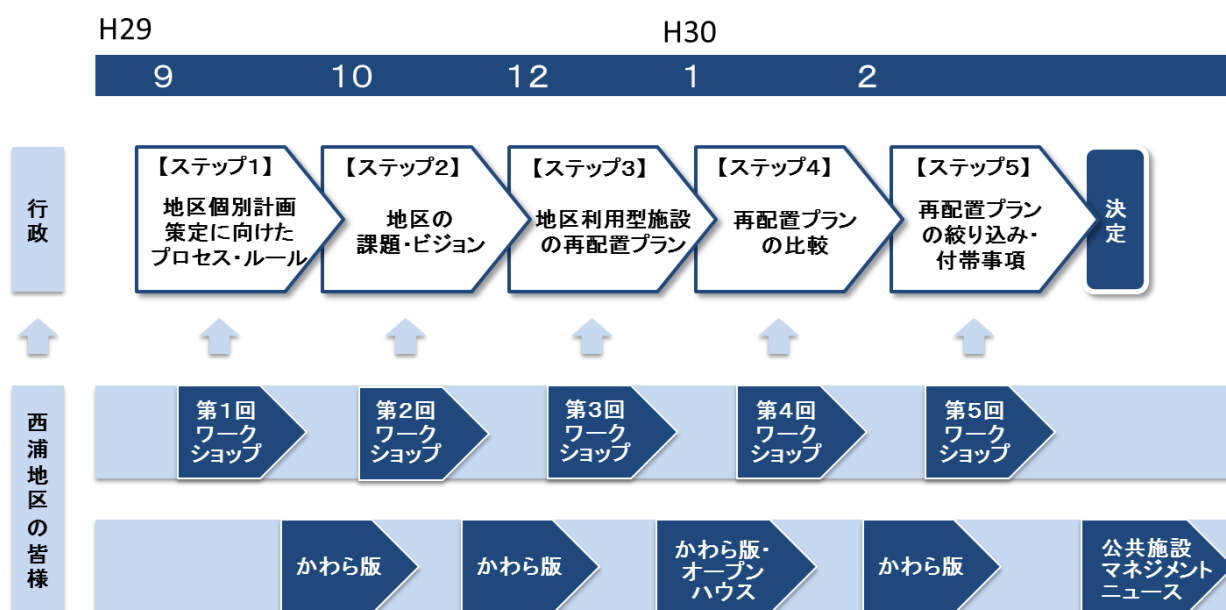 H29
H30
9
10
12
1
2
行政
【ステップ1】
地区個別計画
策定に向けた
プロセス・ルール
【ステップ2】
地区の
課題・ビジョン
【ステップ3】
地区利用型施設
の再配置プラン
【ステップ4】
再配置プラン
の比較
【ステップ5】
再配置プラン
の絞り込み・
付帯事項
決定
西浦地区の皆様
第1回
ワーク
ショップ
第2回
ワーク
ショップ
第3回
ワーク
ショップ
第4回
ワーク
ショップ
第5回
ワーク
ショップ
かわら版
かわら版
かわら版・
オープン
ハウス
かわら版
公共施設
マネジメント
ニュース